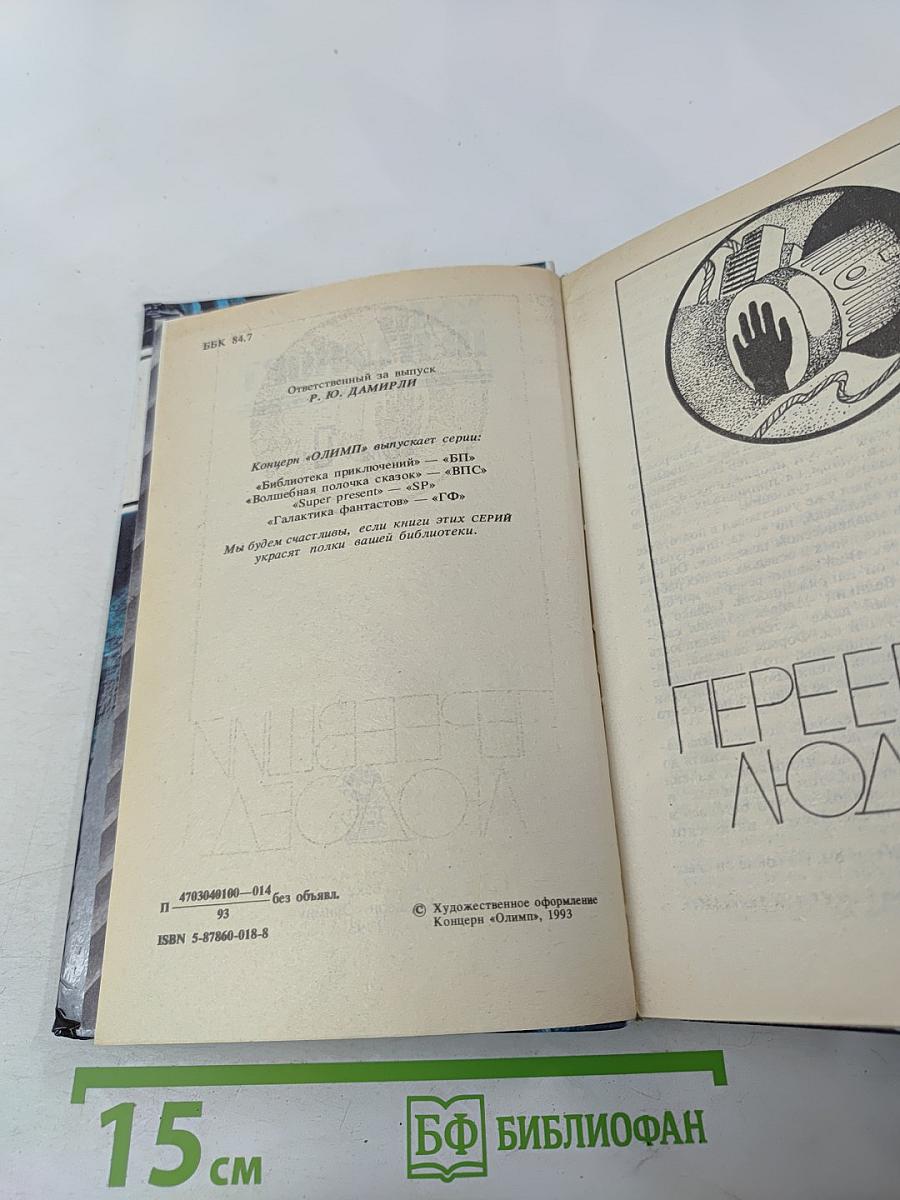 ББК 84.7
Ответственный за выпуск
Р. Ю. ДАМИРЛИ
Концерн «ОЛИМП» выпускает серии:
«Библиотека приключений» — «БП»
«Волшебная полочка сказок» — «ВПС»
«Super present» — «SP»
«Галактика фантастов» — «ГФ»
Мы будем счастливы, если книги этих СЕРИЙ
украсят полки вашей библиотеки.
П 4703040100—014
93
без объявл.
ISBN 5-87860-018-8
© Художественное оформление
Концерн «Олимп», 1993
15 см
БФ БИБЛИОФАН